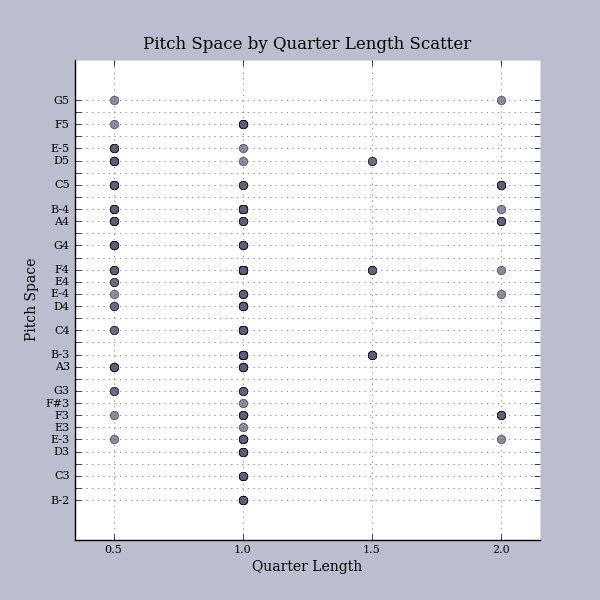 Pitch Space by Quarter Length Scatter
G5
F5
E-5
D5
C5
B-4
A4
G4
F4
E4
E-4
D4
C4
B-3
A3
G3
F#3
F3
E3
E-3
D3
C3
B-2
Pitch Space
0.5 1.0 1.5 2.0
Quarter Length